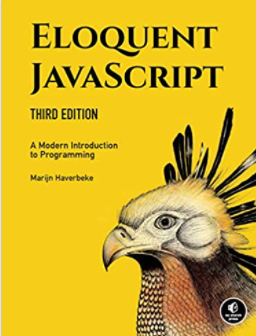 ELOQUENT
JAVASCRIPT
THIRD EDITION
A Modern Introduction
to Programming
Marijn Haverbeke